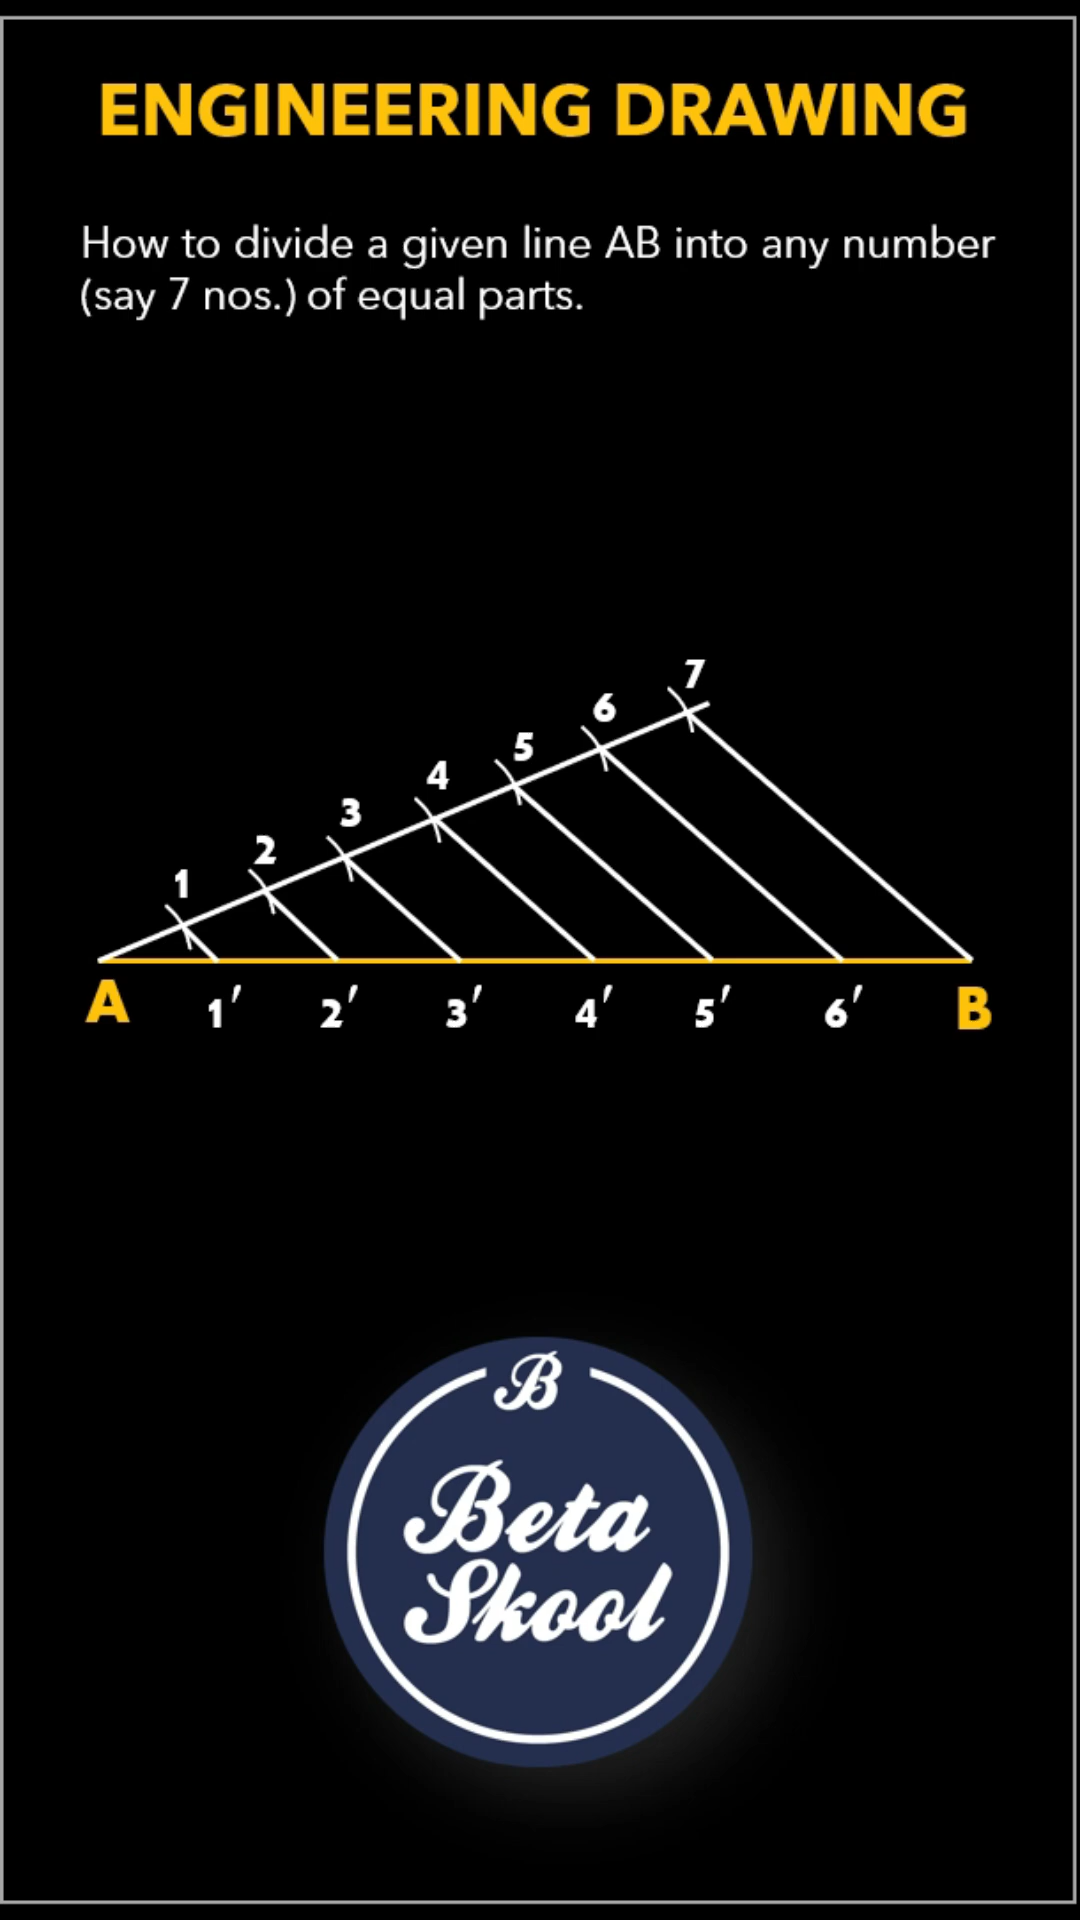 ENGINEERING DRAWING
How to divide a given line AB into any number
(say 7 nos.) of equal parts.
7
6
5
4
3
2
1
A 1′ 2′ 3′ 4′ 5′ 6′ B
B
Beta
Skool